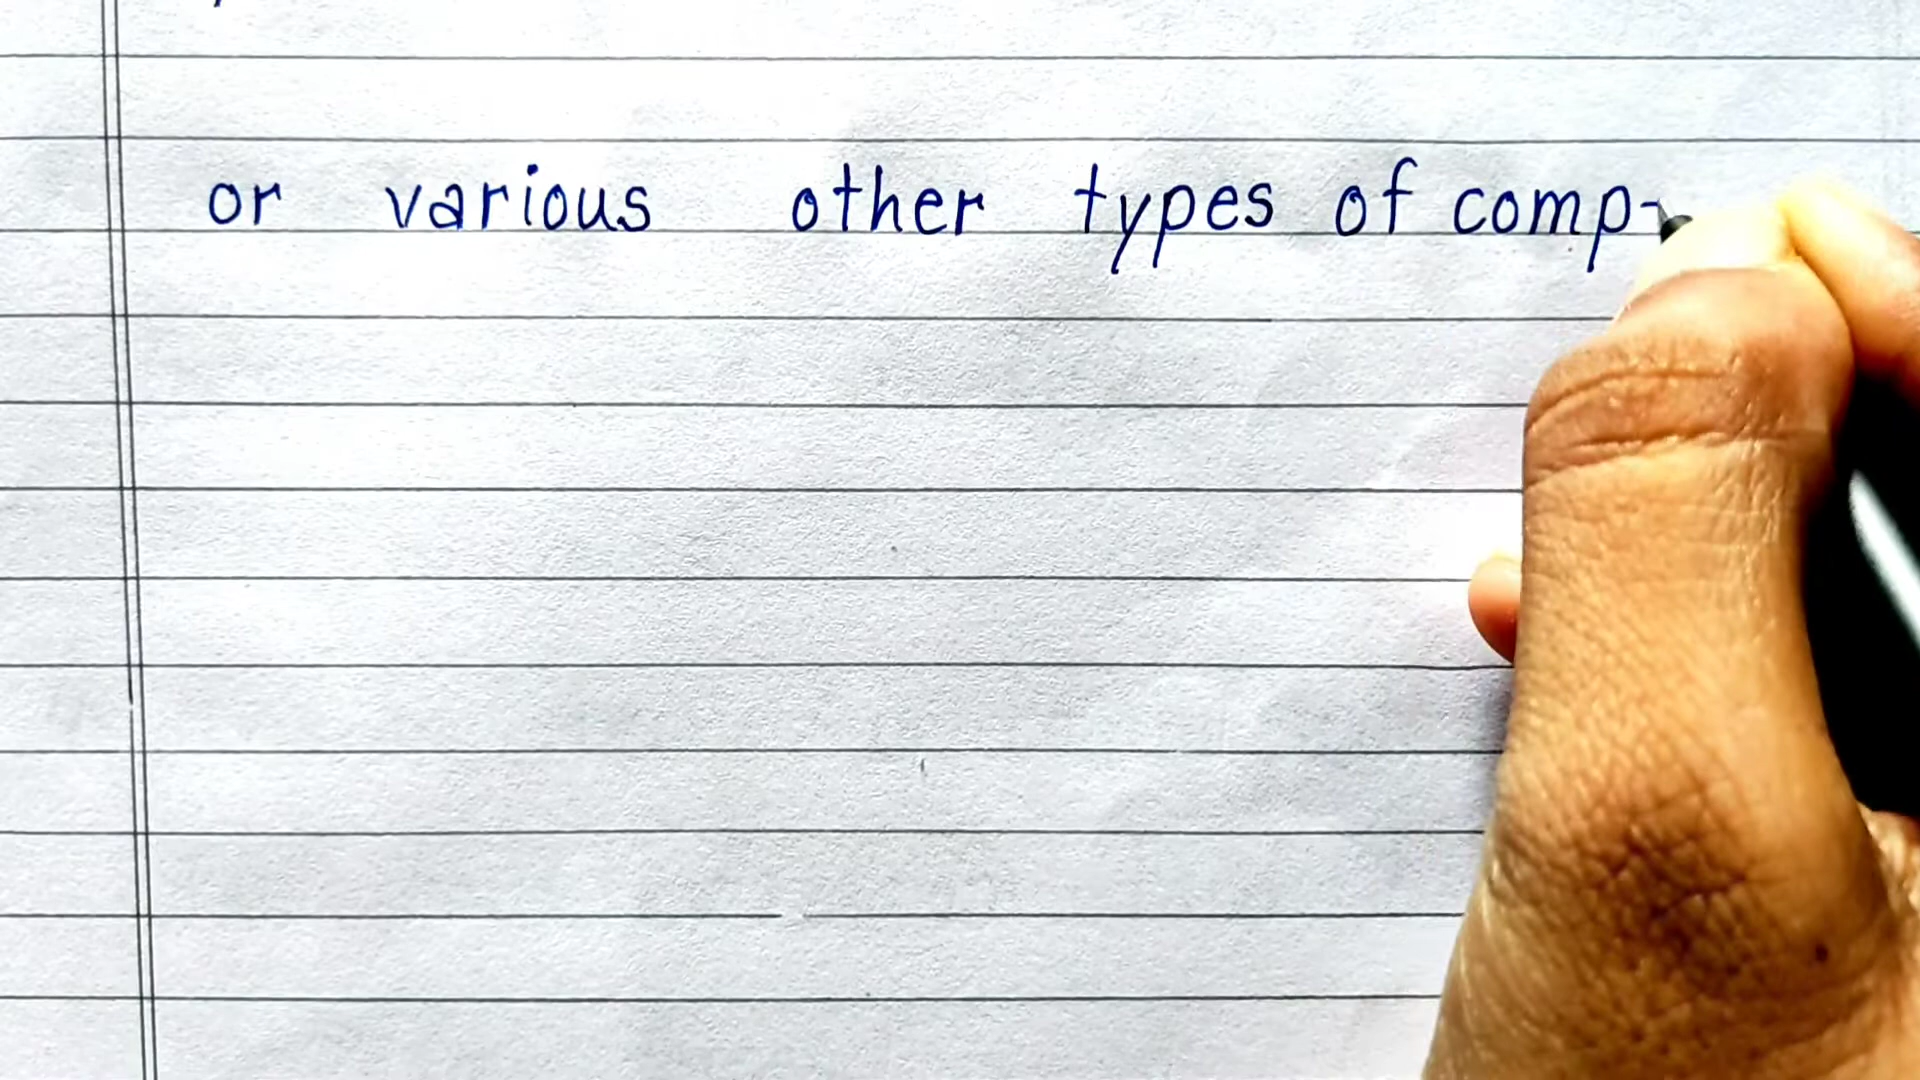 or various other types of comp-